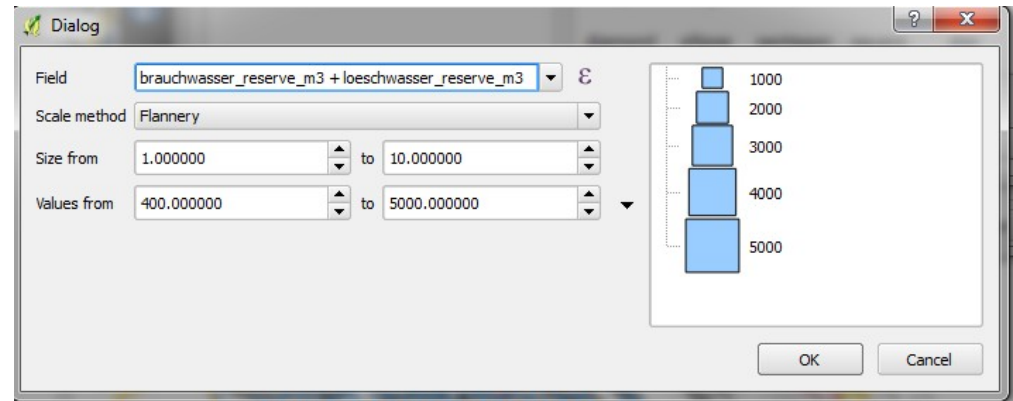 Dialog
Field brauchwasser_reserve_m3 + loeschwasser_reserve_m3 ε
Scale method Flannery
Size from 1.000000 to 10.000000
Values from 400.000000 to 5000.000000
1000
2000
3000
4000
5000
OK Cancel